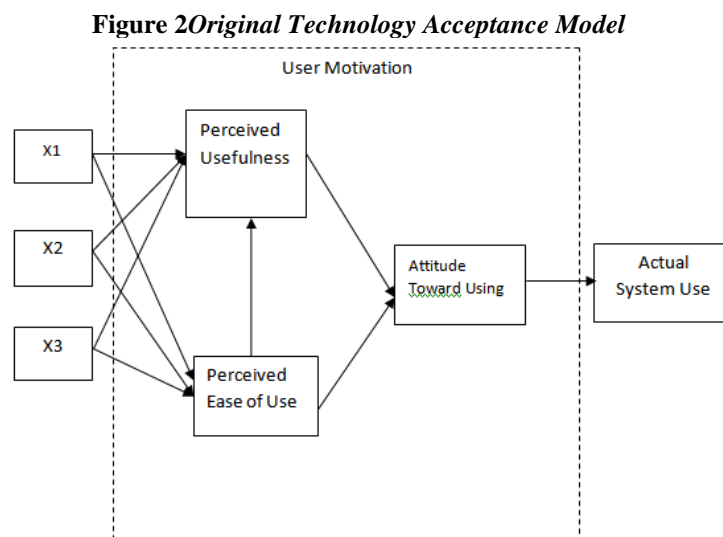 Figure 2Original Technology Acceptance Model
User Motivation
X1
X2
X3
Perceived
Usefulness
Perceived
Ease of Use
Attitude
Toward Using
Actual
System Use